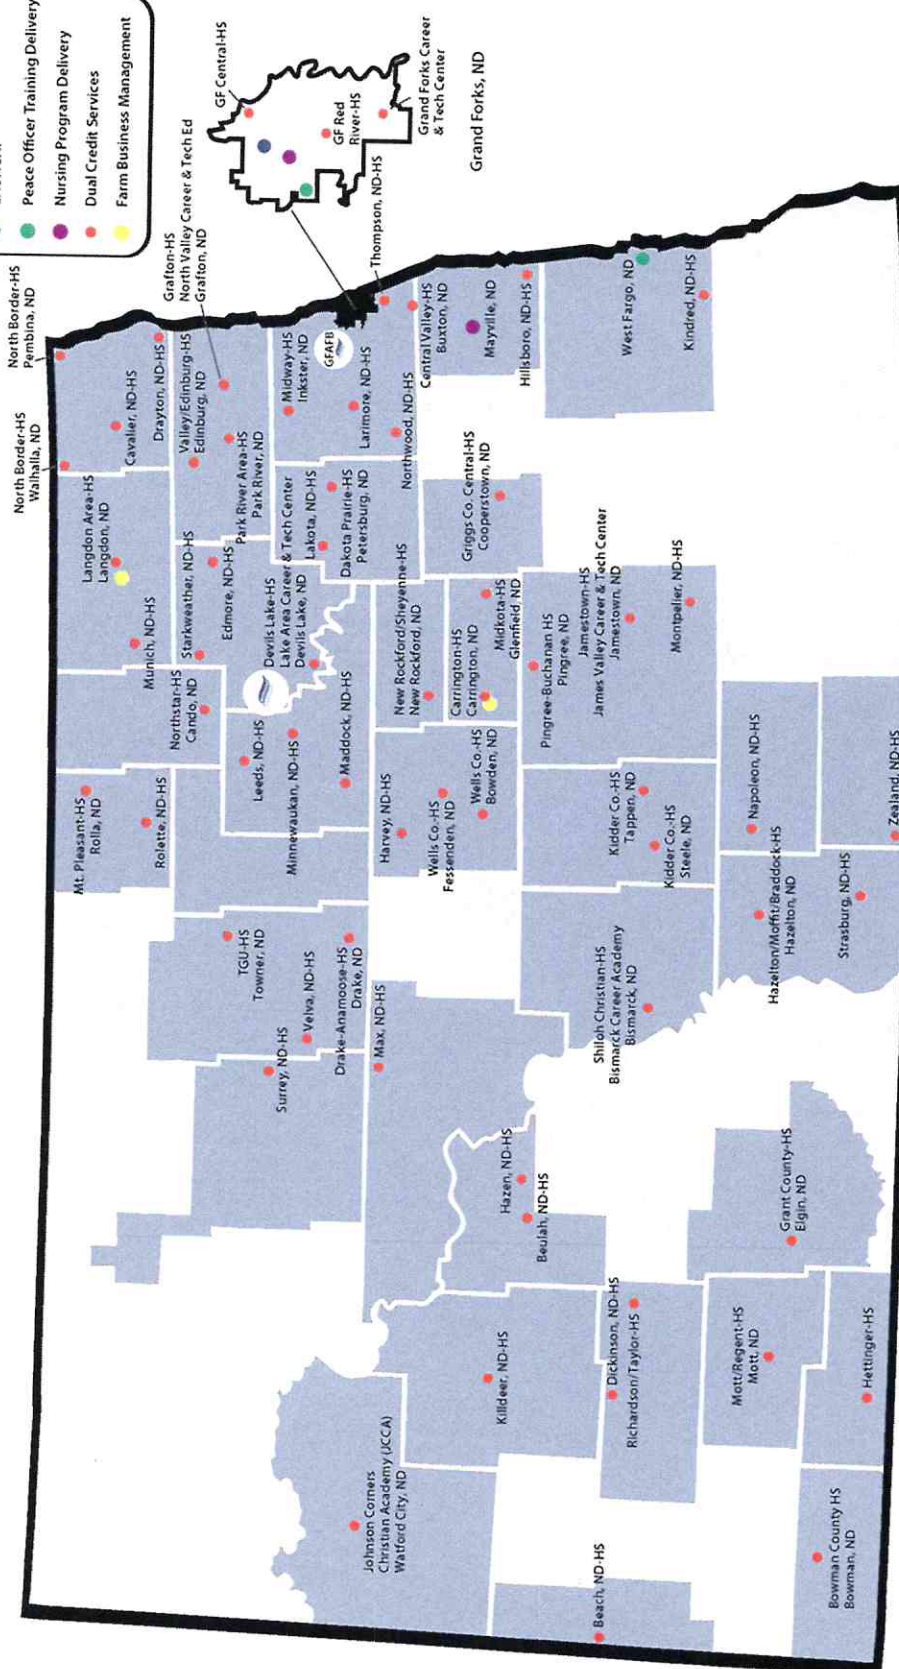 Peace Officer Training Delivery
Nursing Program Delivery
Dual Credit Services
Farm Business Management
North Border-HS
Pembina, ND
North Border-HS
Walhalla, ND
Cavalier, ND-HS
Drayton, ND-HS
Langdon Area-HS
Langdon, ND
Munich, ND-HS
Mt. Pleasant-HS
Rolla, ND
Rolette, ND-HS
Northstar-HS
Cando, ND
Starkweather, ND-HS
Edmore, ND-HS
Valley/Edinburg-HS
Edinburg, ND
Park River Area-HS
Park River, ND
Grafton-HS
North Valley Career & Tech Ed
Grafton, ND
GF Central-HS
GF Red
River-HS
Grand Forks Career
& Tech Center
Grand Forks, ND
Thompson, ND-HS
GFAFB
Midway-HS
Inkster, ND
Larimore, ND-HS
Northwood, ND-HS
Lakota, ND-HS
Dakota Prairie-HS
Petersburg, ND
Devils Lake-HS
Lake Area Career & Tech Center
Devils Lake, ND
Leeds, ND-HS
Minnewaukan, ND-HS
Maddock, ND-HS
TGU-HS
Towner, ND
Velva, ND-HS
Drake-Anamoose-HS
Drake, ND
Surrey, ND-HS
Max, ND-HS
Harvey, ND-HS
Wells Co.-HS
Fessenden, ND
Wells Co.-HS
Bowden, ND
New Rockford/Sheyenne-HS
New Rockford, ND
Carrington-HS
Carrington, ND
Midkota-HS
Glenfield, ND
Griggs Co. Central-HS
Cooperstown, ND
Central Valley-HS
Buxton, ND
Mayville, ND
Hillsboro, ND-HS
West Fargo, ND
Kindred, ND-HS
Pingree-Buchanan HS
Pingree, ND
Jamestown-HS
James Valley Career & Tech Center
Jamestown, ND
Montpelier, ND-HS
Kidder Co.-HS
Tappen, ND
Kidder Co.-HS
Steele, ND
Napoleon, ND-HS
Zealand, ND-HS
Hazelton/Moffit/Braddock-HS
Hazelton, ND
Strasburg, ND-HS
Shiloh Christian-HS
Bismarck Career Academy
Bismarck, ND
Hazen, ND-HS
Beulah, ND-HS
Grant County-HS
Elgin, ND
Killdeer, ND-HS
Dickinson, ND-HS
Richardson/Taylor-HS
Mott/Regent-HS
Mott, ND
Hettinger-HS
Johnson Corners
Christian Academy (JCCA)
Watford City, ND
Beach, ND-HS
Bowman County HS
Bowman, ND